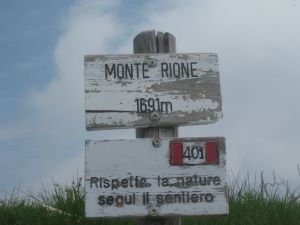 MONTE RIONE
1691m
401
Rispetta la natura
segui il sentiero